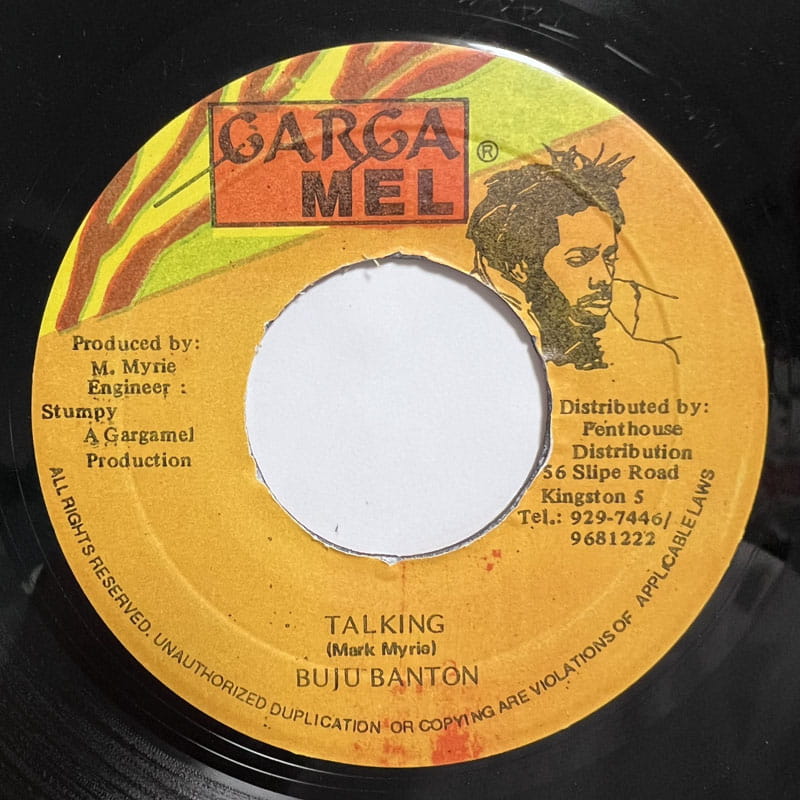 GARGA
MEL ®
Produced by:
M. Myrie
Engineer :
Stumpy
A Gargamel
Production
Distributed by:
Penthouse
Distribution
56 Slipe Road
Kingston 5
Tel.: 929-7446/
9681222
TALKING
(Mark Myrie)
BUJU BANTON
ALL RIGHTS RESERVED. UNAUTHORIZED DUPLICATION OR COPYING ARE VIOLATIONS OF APPLICABLE LAWS